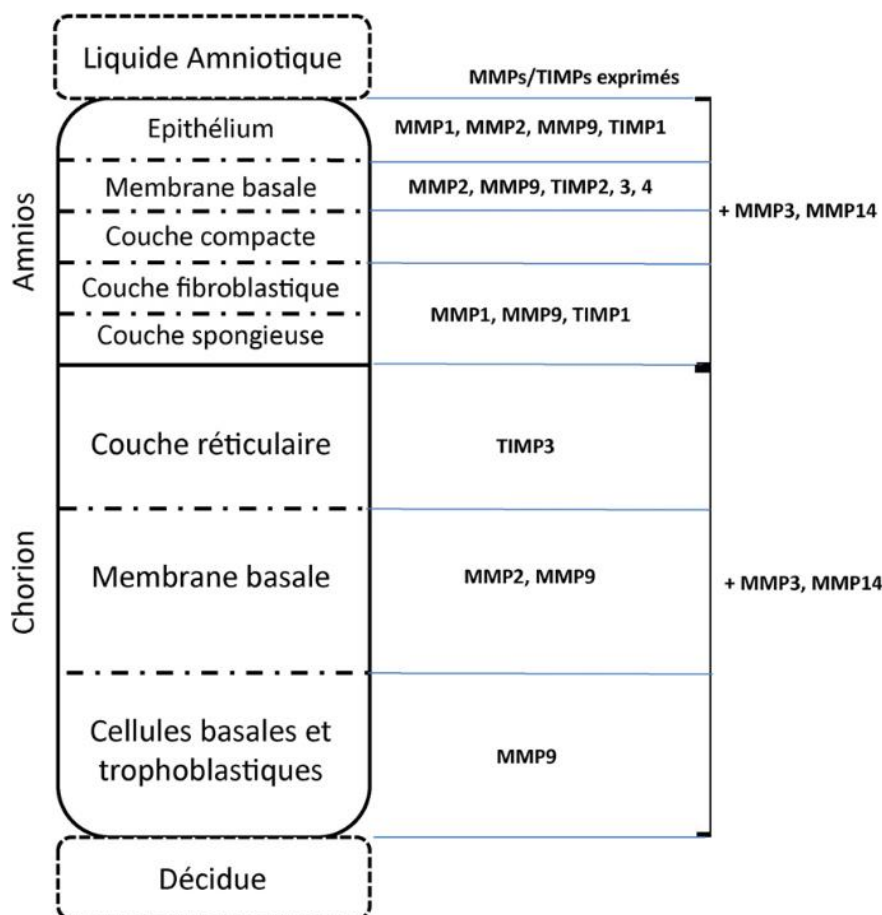 Liquide Amniotique
MMPs/TIMPs exprimés
Amnios
Epithélium
MMP1, MMP2, MMP9, TIMP1
Membrane basale
MMP2, MMP9, TIMP2, 3, 4
+ MMP3, MMP14
Couche compacte
Couche fibroblastique
MMP1, MMP9, TIMP1
Couche spongieuse
Chorion
Couche réticulaire
TIMP3
Membrane basale
MMP2, MMP9
+ MMP3, MMP14
Cellules basales et
trophoblastiques
MMP9
Décidue